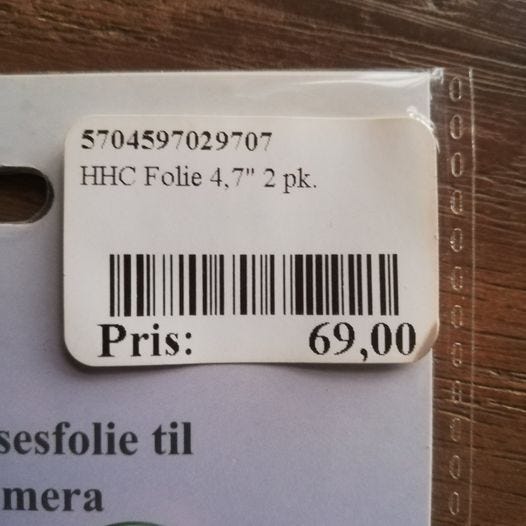 5704597029707
HHC Folie 4,7" 2 pk.
Pris: 69,00
sesfolie til
mera